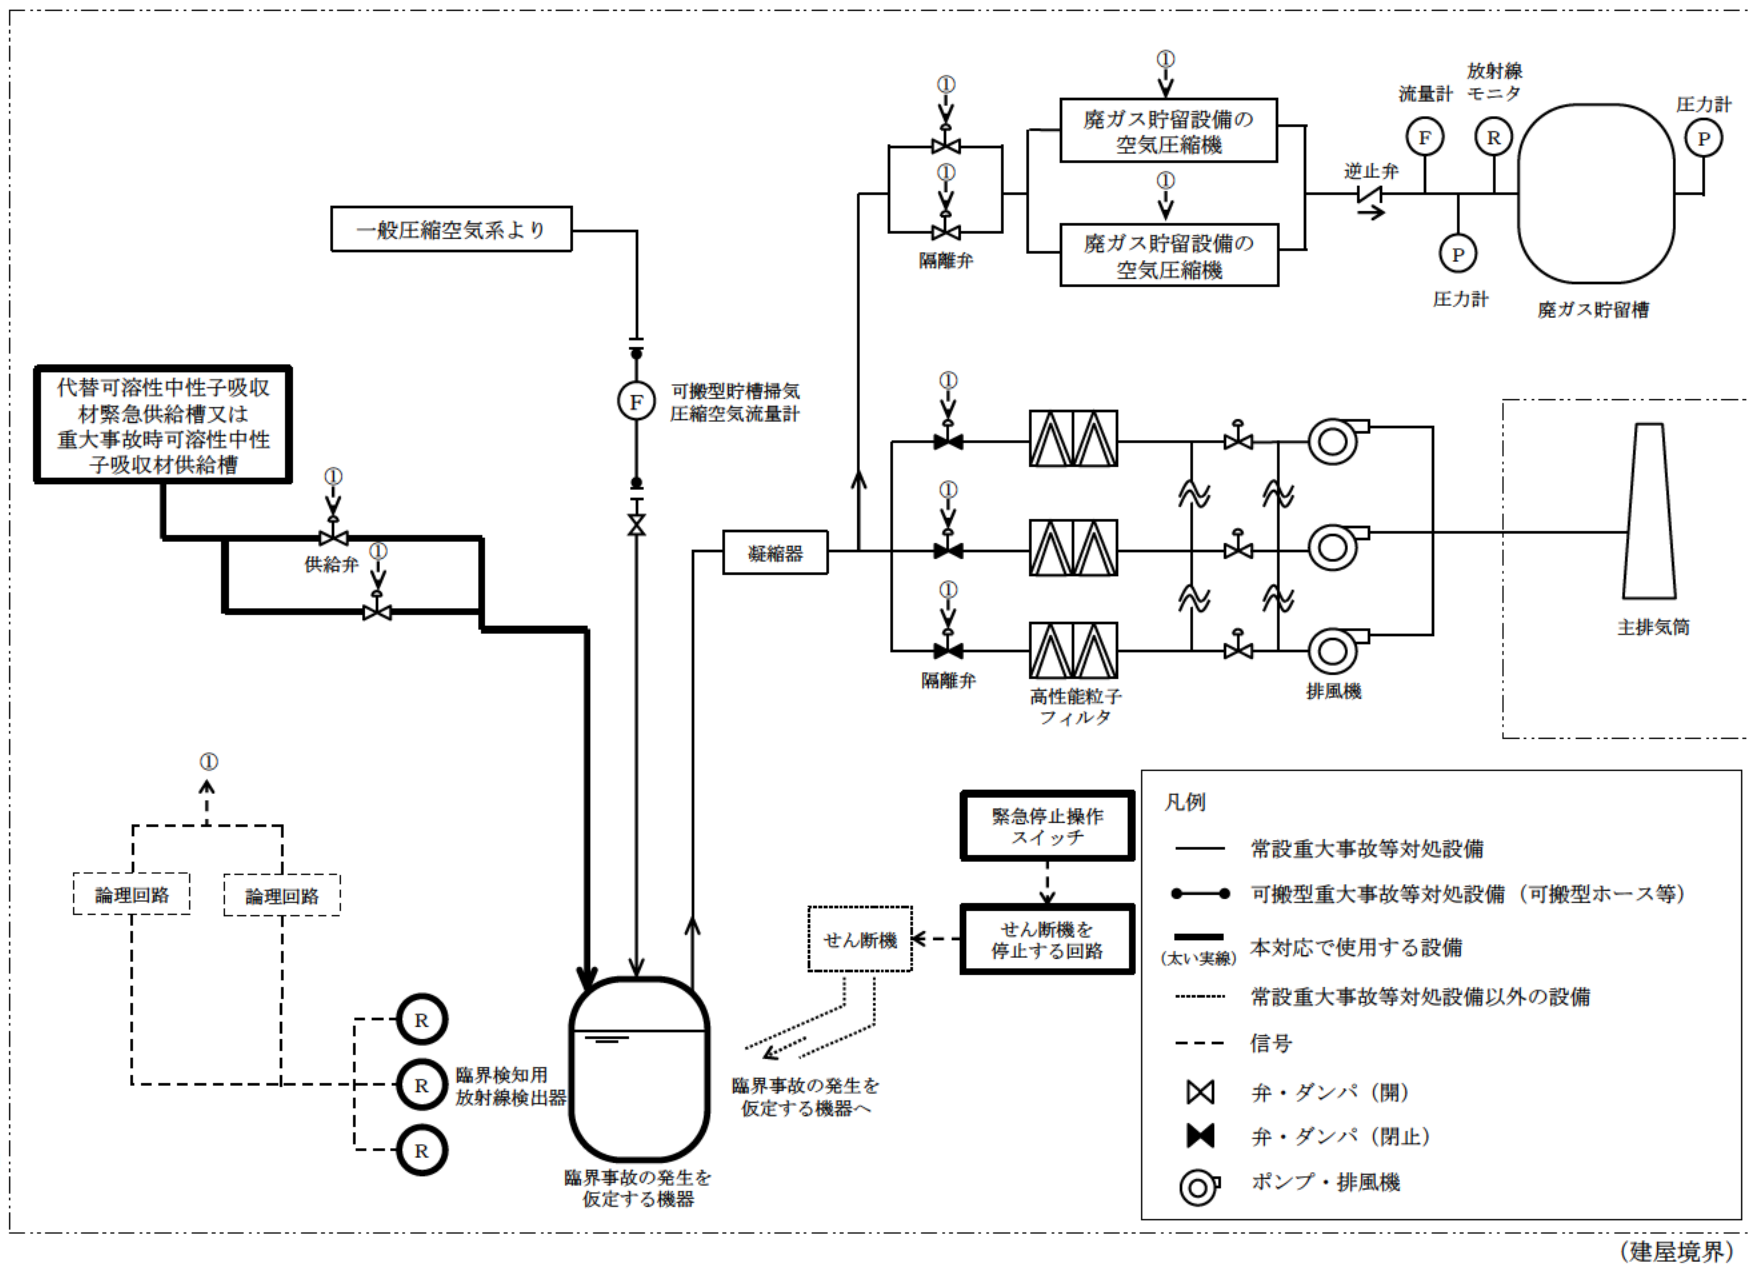 ①
廃ガス貯留設備の
空気圧縮機
①
①
廃ガス貯留設備の
空気圧縮機
①
隔離弁
逆止弁
流量計
F
放射線
モニタ
R
圧力計
P
P
圧力計
廃ガス貯留槽
一般圧縮空気系より
F
可搬型貯槽掃気
圧縮空気流量計
代替可溶性中性子吸収
材緊急供給槽又は
重大事故時可溶性中性
子吸収材供給槽
①
供給弁
①
凝縮器
①
①
①
隔離弁
高性能粒子
フィルタ
排風機
主排気筒
①
論理回路
論理回路
R
R
R
臨界検知用
放射線検出器
臨界事故の発生を
仮定する機器
緊急停止操作
スイッチ
せん断機を
停止する回路
せん断機
臨界事故の発生を
仮定する機器へ
凡例
常設重大事故等対処設備
可搬型重大事故等対処設備（可搬型ホース等）
(太い実線)
本対応で使用する設備
常設重大事故等対処設備以外の設備
信号
弁・ダンパ（開）
弁・ダンパ（閉止）
ポンプ・排風機
（建屋境界）